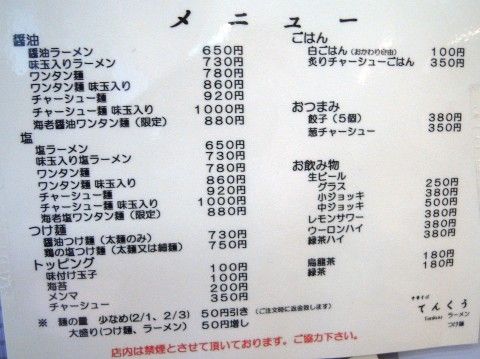 メニュー
醤油
醤油ラーメン 650円
味玉入りラーメン 730円
ワンタン麺 780円
ワンタン麺 味玉入り 860円
チャーシュー麺 920円
チャーシュー麺 味玉入り 1000円
海老醤油ワンタン麺（限定） 880円
塩
塩ラーメン 650円
味玉入り塩ラーメン 730円
ワンタン麺 780円
ワンタン麺 味玉入り 860円
チャーシュー麺 920円
チャーシュー麺 味玉入り 1000円
海老塩ワンタン麺（限定） 880円
つけ麺
醤油つけ麺（太麺のみ） 730円
鶏の塩つけ麺（太麺又は細麺） 750円
トッピング
味付け玉子 100円
海苔 100円
メンマ 200円
チャーシュー 350円
※ 麺の量 少なめ（2/1、2/3） 50円引き（ご注文時に返金致します）
大盛り（つけ麺、ラーメン） 50円増し
ごはん
白ごはん（おかわり自由） 100円
炙りチャーシューごはん 350円
おつまみ
餃子（5個） 380円
葱チャーシュー 350円
お飲み物
生ビール
グラス 250円
小ジョッキ 380円
中ジョッキ 500円
レモンサワー 380円
ウーロンハイ 380円
緑茶ハイ 380円
烏龍茶 180円
緑茶 180円
てんくう
ラーメン
つけ麺
店内は禁煙とさせて頂いております。ご協力下さい。